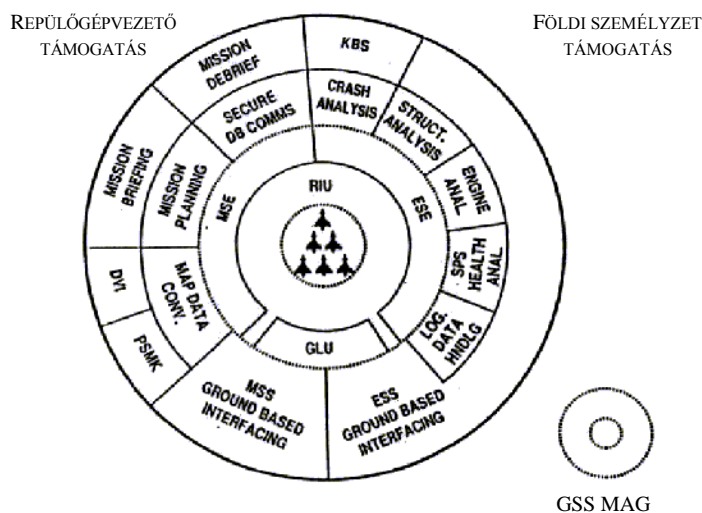 REPÜLŐGÉPVEZETŐ
TÁMOGATÁS
FÖLDI SZEMÉLYZET
TÁMOGATÁS
MISSION
DEBRIEF
KBS
SECURE
DB COMMS
CRASH
ANALYSIS
STRUCT.
ANALYSIS
MISSION
BRIEFING
MISSION
PLANNING
ENGINE
ANAL.
MSE
RIU
ESE
SPS
HEALTH
ANAL.
DVI
MAP DATA
CONV.
LOG.
DATA
HNDLG
PSMK
GLU
MSS
GROUND BASED
INTERFACING
ESS
GROUND BASED
INTERFACING
GSS MAG